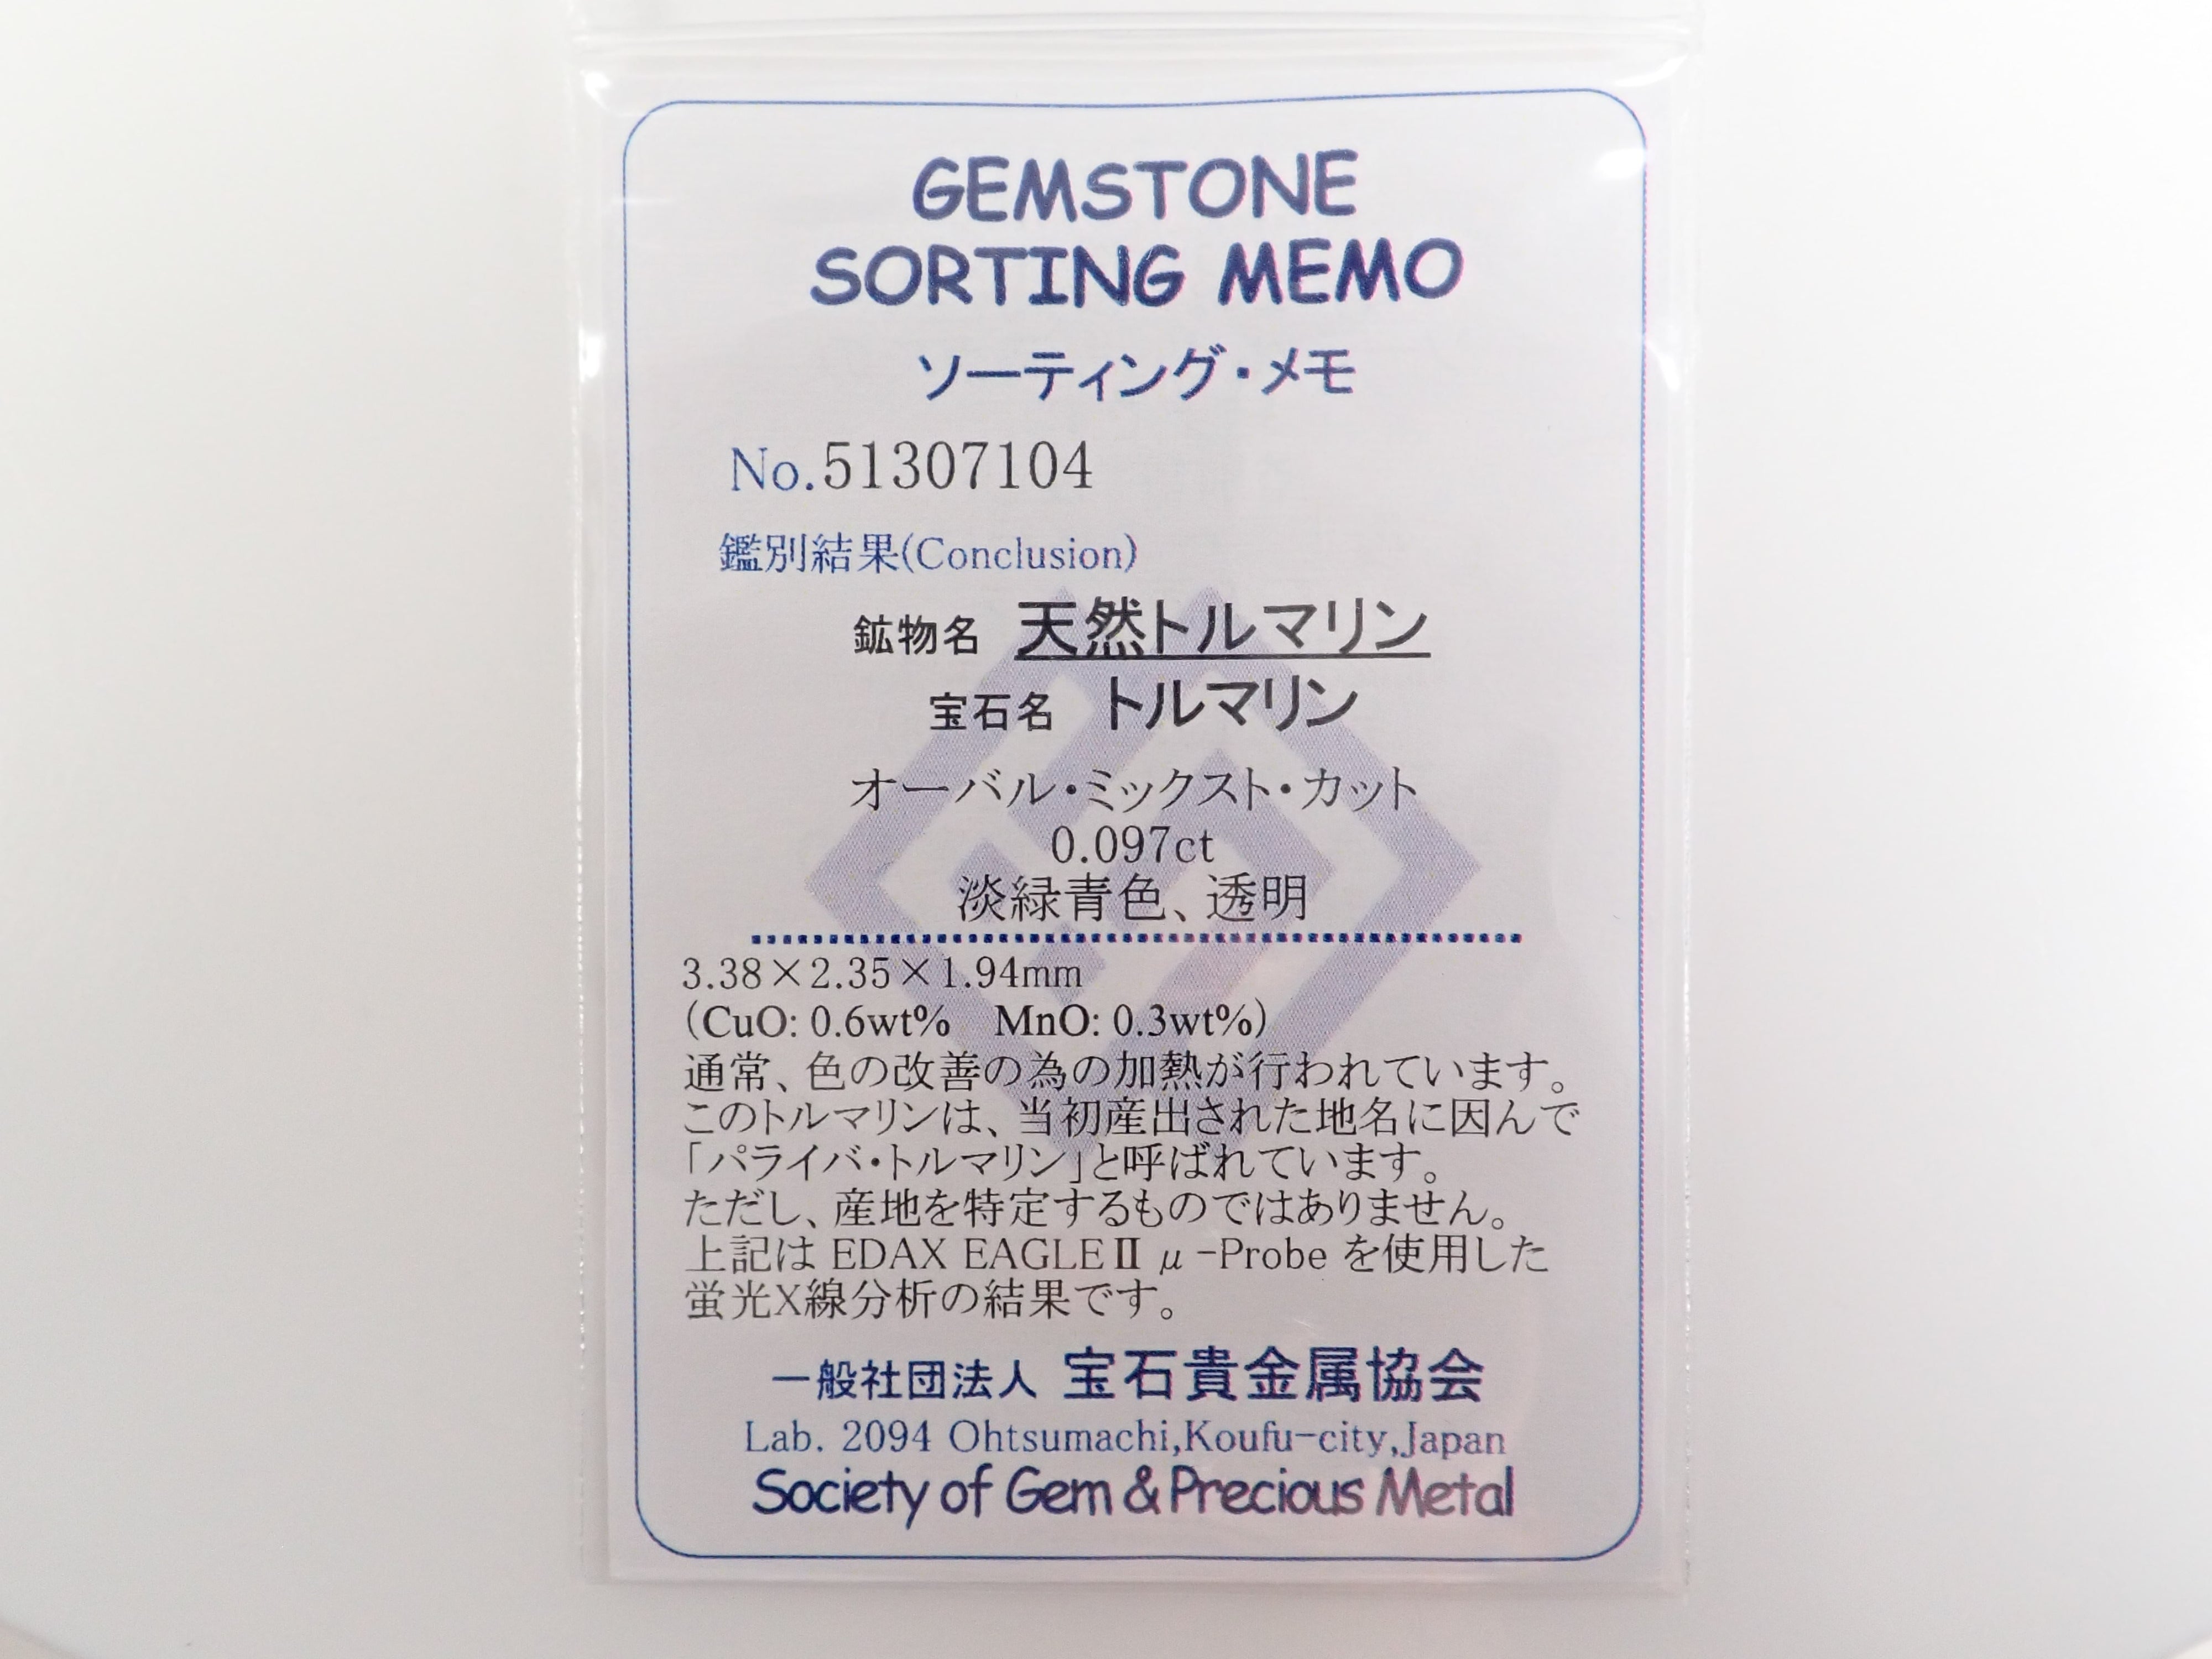 GEMSTONE
SORTING MEMO
ソーティング・メモ
No.51307104
鑑別結果(Conclusion)
鉱物名 天然トルマリン
宝石名 トルマリン
オーバル・ミックスト・カット
0.097ct
淡緑青色、透明
3.38×2.35×1.94mm
(CuO: 0.6wt% MnO: 0.3wt%)
通常、色の改善の為の加熱が行われています。
このトルマリンは、当初産出された地名に因んで
「パライバ・トルマリン」と呼ばれています。
ただし、産地を特定するものではありません。
上記は EDAX EAGLEⅡ μ-Probe を使用した
蛍光X線分析の結果です。
一般社団法人 宝石貴金属協会
Lab. 2094 Ohtsumachi,Koufu-city,Japan
Society of Gem & Precious Metal